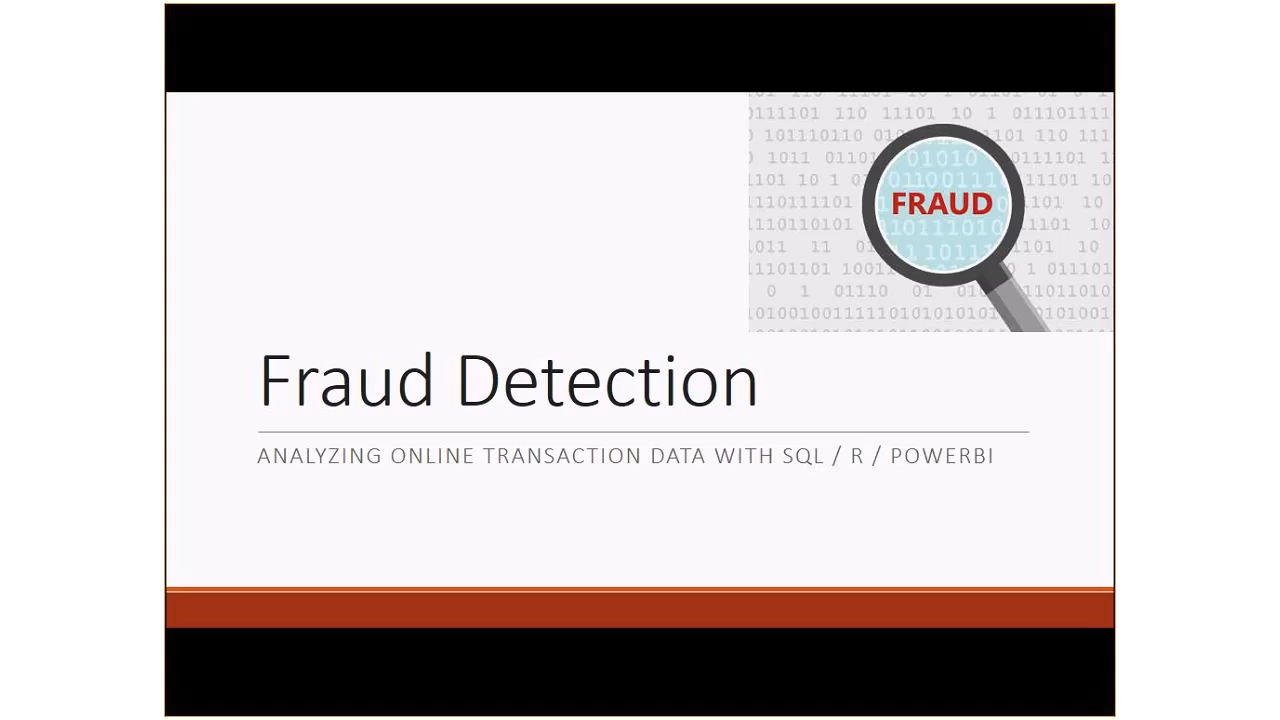 FRAUD
Fraud Detection
ANALYZING ONLINE TRANSACTION DATA WITH SQL / R / POWERBI